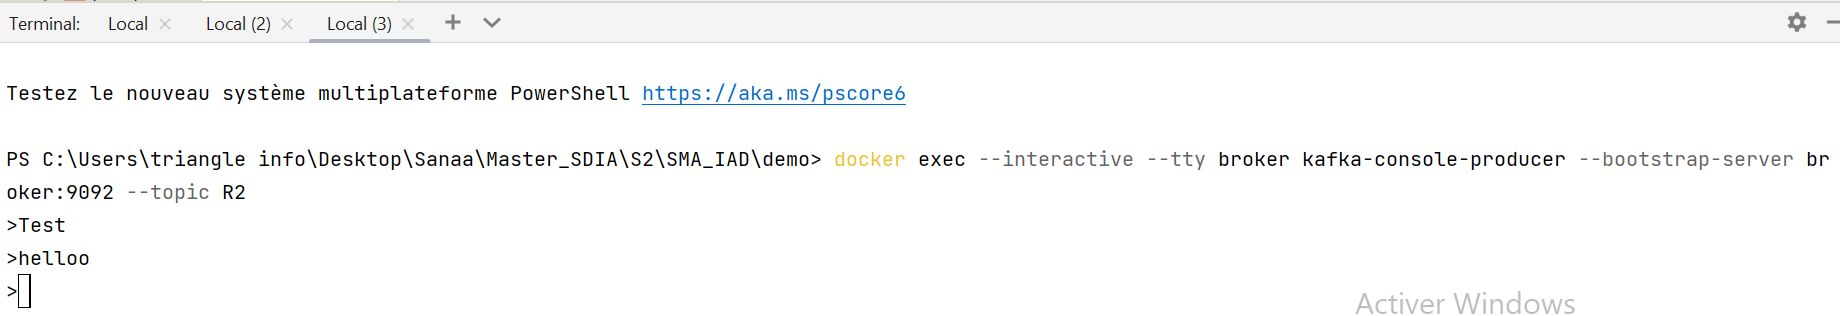 Terminal: Local Local (2) Local (3)
Testez le nouveau système multiplateforme PowerShell https://aka.ms/pscore6
PS C:\Users\triangle info\Desktop\Sanaa\Master_SDIA\S2\SMA_IAD\demo> docker exec --interactive --tty broker kafka-console-producer --bootstrap-server br
oker:9092 --topic R2
>Test
>helloo
>
Activer Windows